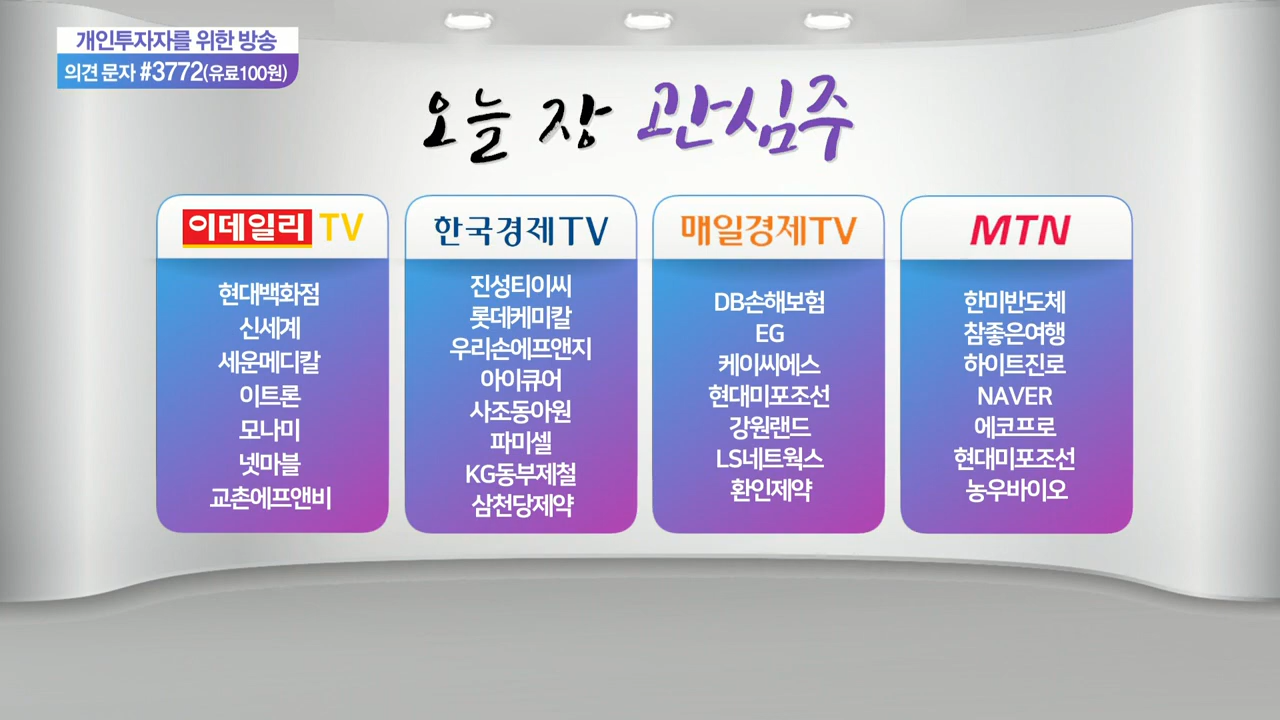 개인투자자를 위한 방송
의견 문자 #3772(유료100원)
오늘 장 관심주
이데일리 TV
현대백화점
신세계
세운메디칼
이트론
모나미
넷마블
교촌에프앤비
한국경제TV
진성티이씨
롯데케미칼
우리손에프앤지
아이큐어
사조동아원
파미셀
KG동부제철
삼천당제약
매일경제TV
DB손해보험
EG
케이씨에스
현대미포조선
강원랜드
LS네트웍스
환인제약
MTN
한미반도체
참좋은여행
하이트진로
NAVER
에코프로
현대미포조선
농우바이오